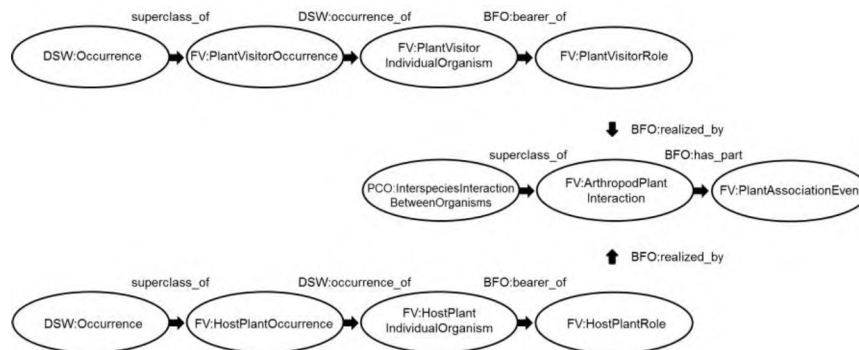 superclass_of DSW:occurrence_of BFO:bearer_of
DSW:Occurrence FV:PlantVisitorOccurrence FV:PlantVisitor
IndividualOrganism FV:PlantVisitorRole
BFO:realized_by
superclass_of BFO:has_part
PCO:InterspeciesInteraction
BetweenOrganisms FV:ArthropodPlant
Interaction FV:PlantAssociationEven
BFO:realized_by
superclass_of DSW:occurrence_of BFO:bearer_of
DSW:Occurrence FV:HostPlantOccurrence FV:HostPlant
IndividualOrganism FV:HostPlantRole